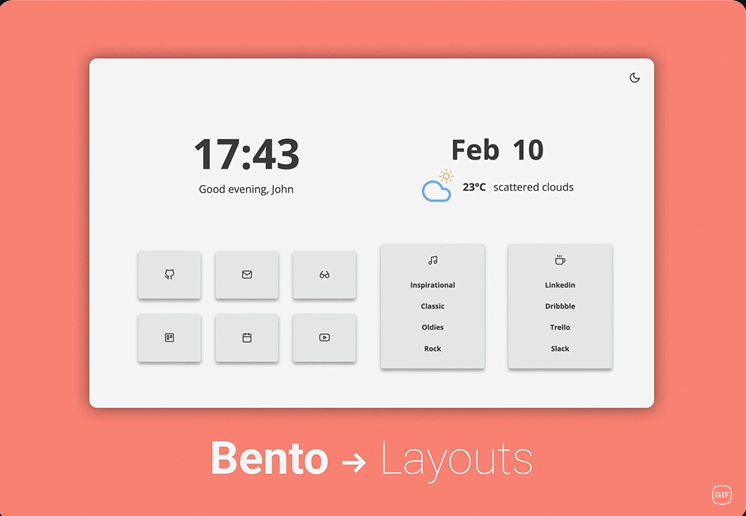 17:43
Good evening, John
Feb 10
23°C scattered clouds
Inspirational
Classic
Oldies
Rock
Linkedin
Dribbble
Trello
Slack
Bento → Layouts
GIF